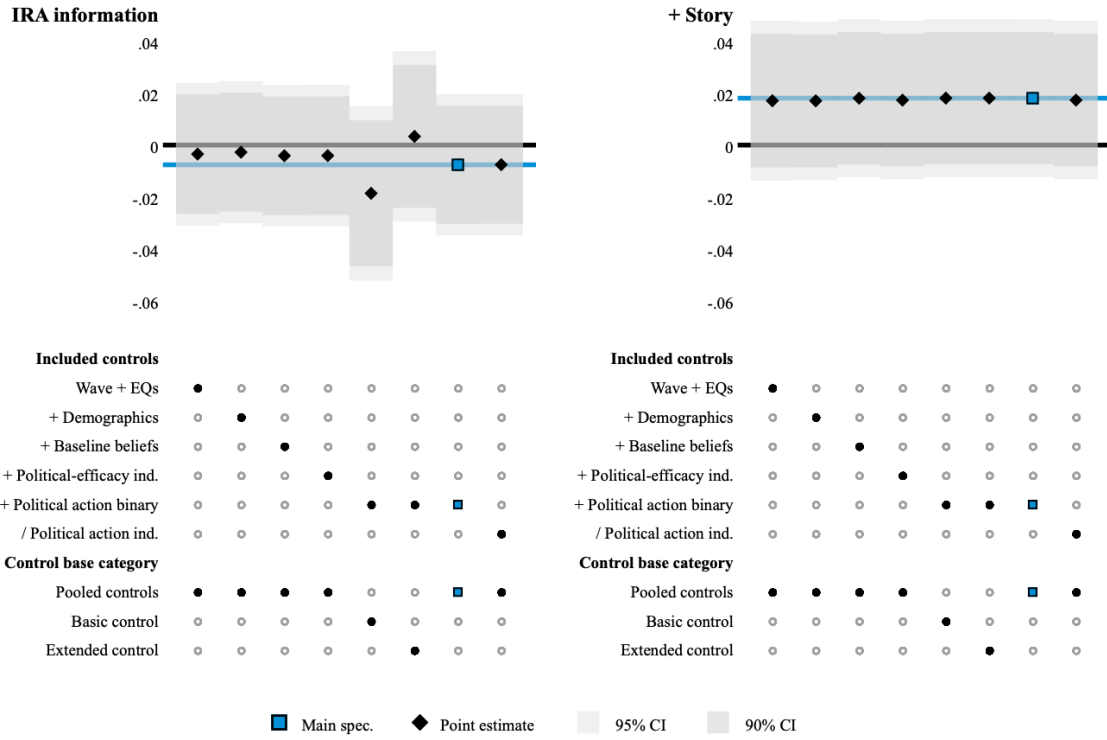 IRA information
.04
.02
0
-.02
-.04
-.06
Included controls
Wave + EQs
+ Demographics
+ Baseline beliefs
+ Political-efficacy ind.
+ Political action binary
/ Political action ind.
Control base category
Pooled controls
Basic control
Extended control
+ Story
.04
.02
0
-.02
-.04
-.06
Included controls
Wave + EQs
+ Demographics
+ Baseline beliefs
+ Political-efficacy ind.
+ Political action binary
/ Political action ind.
Control base category
Pooled controls
Basic control
Extended control
Main spec. Point estimate 95% CI 90% CI